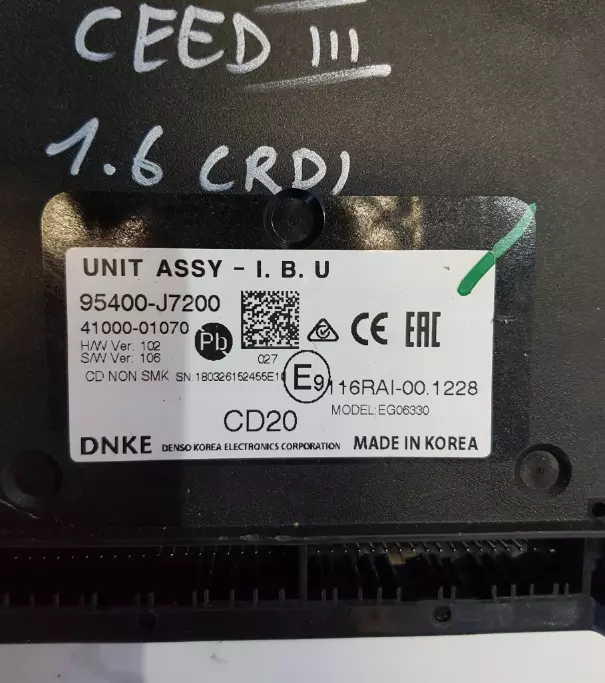 CEED III
1.6 CRDI
UNIT ASSY - I. B. U
95400-J7200
41000-01070
H/W Ver: 102
S/W Ver: 106
Pb
027
CE EAC
CD NON SMK SN:180326152455E1
E9 116RAI-00.1228
MODEL: EG06330
CD20
DNKE DENSO KOREA ELECTRONICS CORPORATION MADE IN KOREA